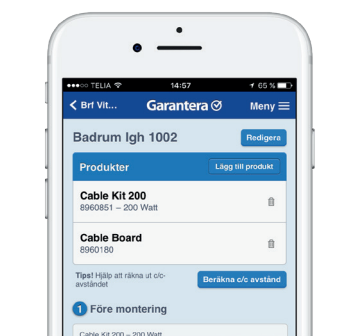 TELIA 14:57 65 %
Brf Vit... Garantera Meny
Badrum lgh 1002 Redigera
Produkter Lägg till produkt
Cable Kit 200
8960851 – 200 Watt
Cable Board
8960180
Tips! Hjälp att räkna ut c/c-
avståndet
Beräkna c/c avstånd
1 Före montering
Cable Kit 200 – 200 Watt